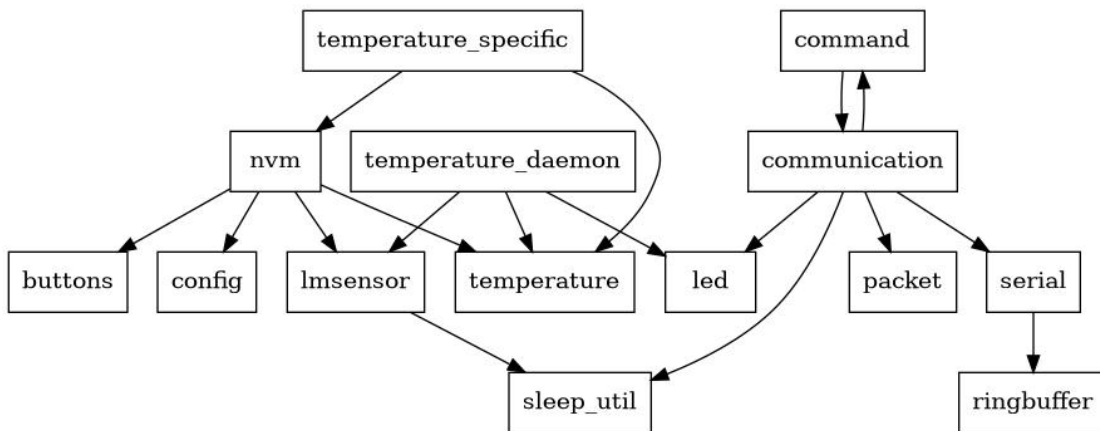 temperature_specific
command
nvm
temperature_daemon
communication
buttons
config
lmsensor
temperature
led
packet
serial
sleep_util
ringbuffer